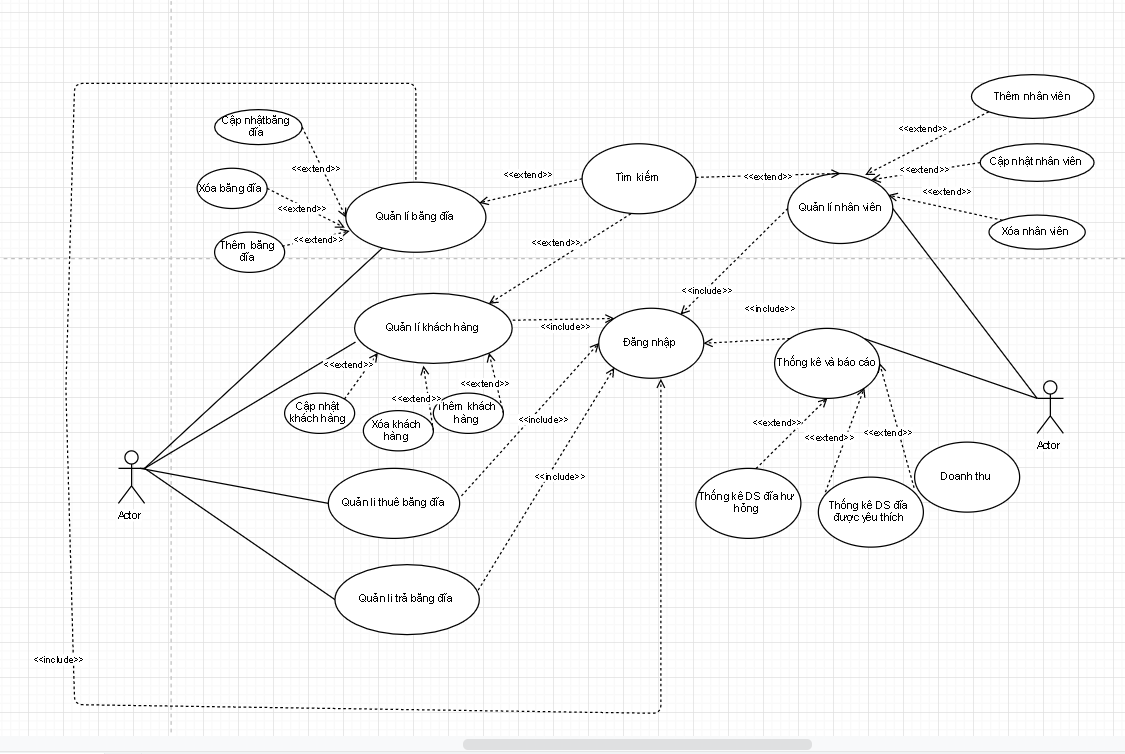 Thêm nhân viên
Cập nhậtbăng
đĩa
<<extend>>
Cập nhật nhân viên
<<extend>>
<<extend>>
<<extend>>
<<extend>>
Tìm kiếm
Xóa băng đĩa
<<extend>>
<<extend>>
Quản lí băng đĩa
Quản lí nhân viên
Xóa nhân viên
Thêm băng
đĩa
<<extend>>
<<extend>>
<<include>>
<<include>>
Quản lí khách hàng
<<include>>
Đăng nhập
Thống kê và báo cáo
<<extend>>
<<extend>>
<<extend>>
Cập nhật
khách hàng
Thêm khách
hàng
Xóa khách
hàng
<<include>>
<<extend>>
<<extend>>
<<extend>>
Actor
<<include>>
Doanh thu
Quản lí thuê băng đĩa
Thống kê DS đĩa hư
hỏng
Thống kê DS đĩa
được yêu thích
Actor
Quản lí trả băng đĩa
<<include>>